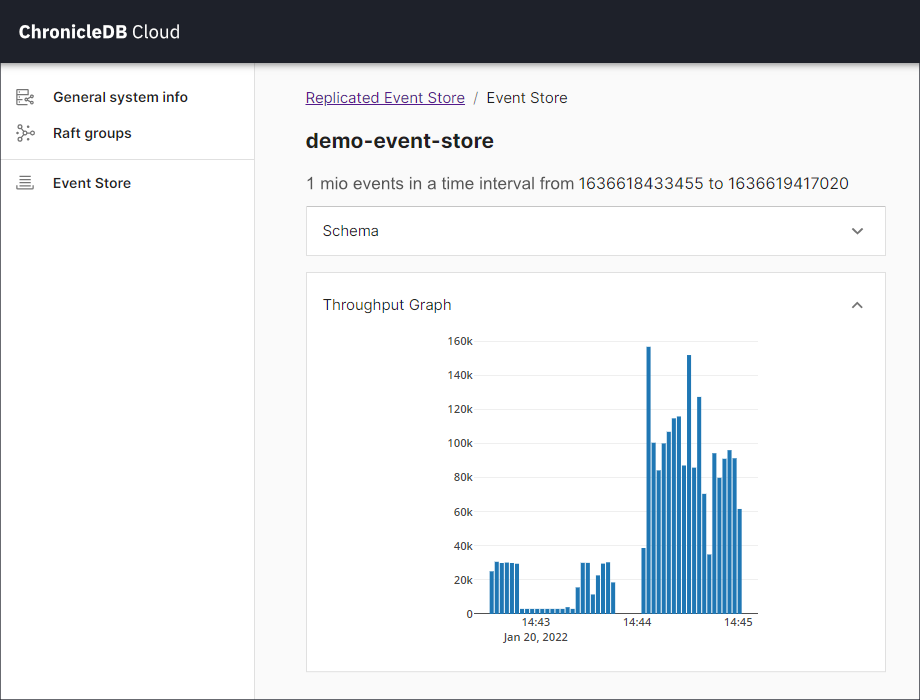 ChronicleDB Cloud
General system info
Raft groups
Event Store
Replicated Event Store / Event Store
demo-event-store
1 mio events in a time interval from 1636618433455 to 1636619417020
Schema
Throughput Graph
160k
140k
120k
100k
80k
60k
40k
20k
0
14:43 14:44 14:45
Jan 20, 2022